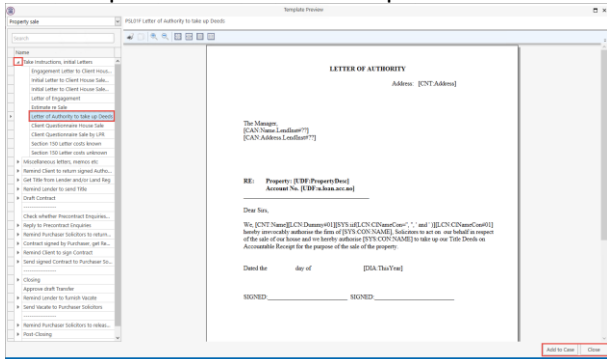 Template Preview
Property sale
PSL01F Letter of Authority to take up Deeds
Search
Name
Take instructions, initial Letters
Engagement Letter to Client Hous...
Initial Letter to Client House Sale...
Initial Letter to Client House Sale...
Letter of Engagement
Estimate re Sale
Letter of Authority to take up Deeds
Client Questionnaire House Sale
Client Questionnaire Sale by LPR
Section 150 Letter costs known
Section 150 Letter costs unknown
Miscellaneous letters, memos etc
Remind Client to return signed Autho...
Get Title from Lender and/or Land Reg
Remind Lender to send Title
Draft Contract
--------------------
Check whether Precontract Enquiries...
Reply to Precontract Enquiries
Remind Purchaser Solicitors to return...
Contract signed by Purchaser, get Re...
Remind Client to sign Contract
Send signed Contract to Purchaser So...
--------------------
Closing
Approve draft Transfer
Remind Lender to furnish Vacate
Send Vacate to Purchaser Solicitors
--------------------
Remind Purchaser Solicitors to releas...
Post-Closing
LETTER OF AUTHORITY
Address: [CNT:Address]
The Manager,
[CAN:Name.LendInst#??]
[CAN:Address.LendInst#??]
RE: Property: [UDF:PropertyDesc]
Account No. [UDF:u.loan.acc.no]
Dear Sirs,
We, [CNT:Name][LCN:Dummy#01][SYS:uf(LCN:ClNameCon=", ",' and ')][LCN:ClNameCon#01]
hereby irrevocably authorise the firm of [SYS:CON.NAME], Solicitors to act on our behalf in respect
of the sale of our house and we hereby authorise [SYS:CON.NAME] to take up our Title Deeds on
Accountable Receipt for the purpose of the sale of the property.
Dated the day of [DIA:ThisYear]
SIGNED: SIGNED:
Add to Case
Close